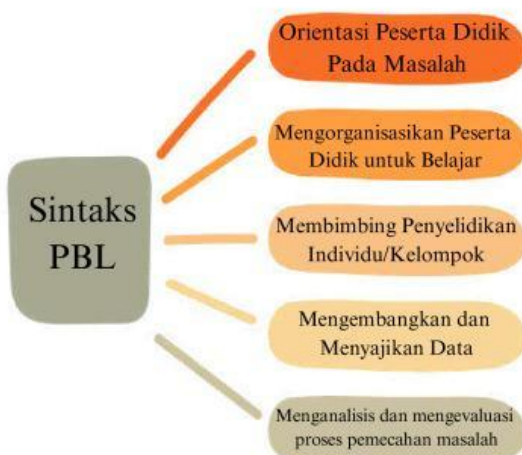 Orientasi Peserta Didik
Pada Masalah
Mengorganisasikan Peserta
Didik untuk Belajar
Sintaks
PBL
Membimbing Penyelidikan
Individu/Kelompok
Mengembangkan dan
Menyajikan Data
Menganalisis dan mengevaluasi
proses pemecahan masalah